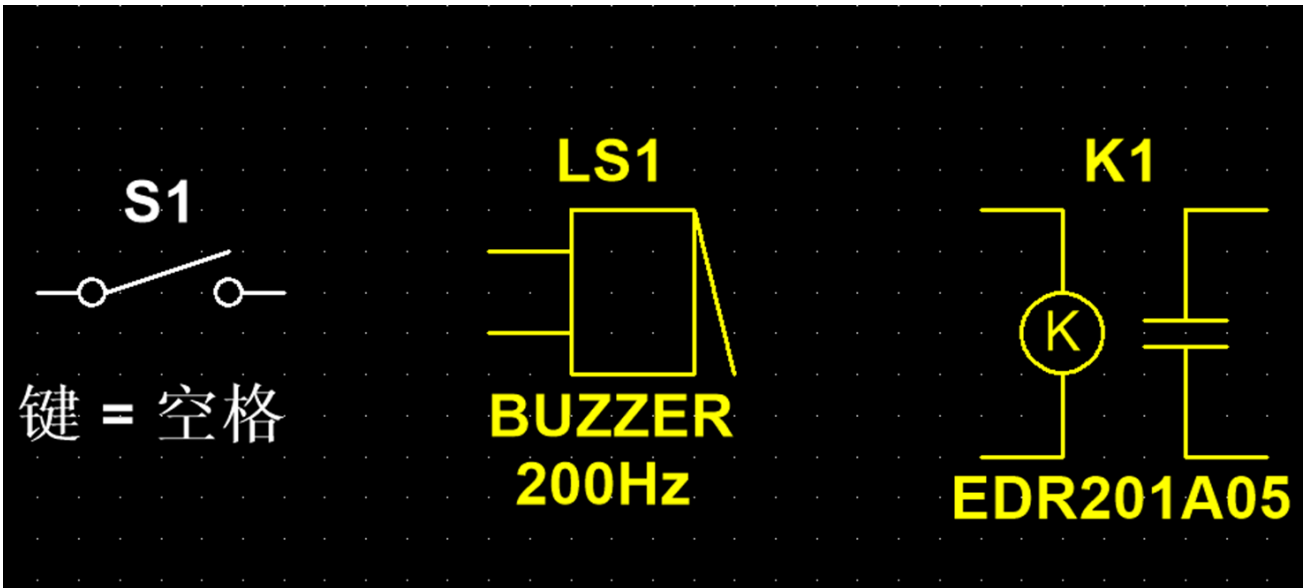 S1
键 = 空格
LS1
BUZZER
200Hz
K1
K
EDR201A05